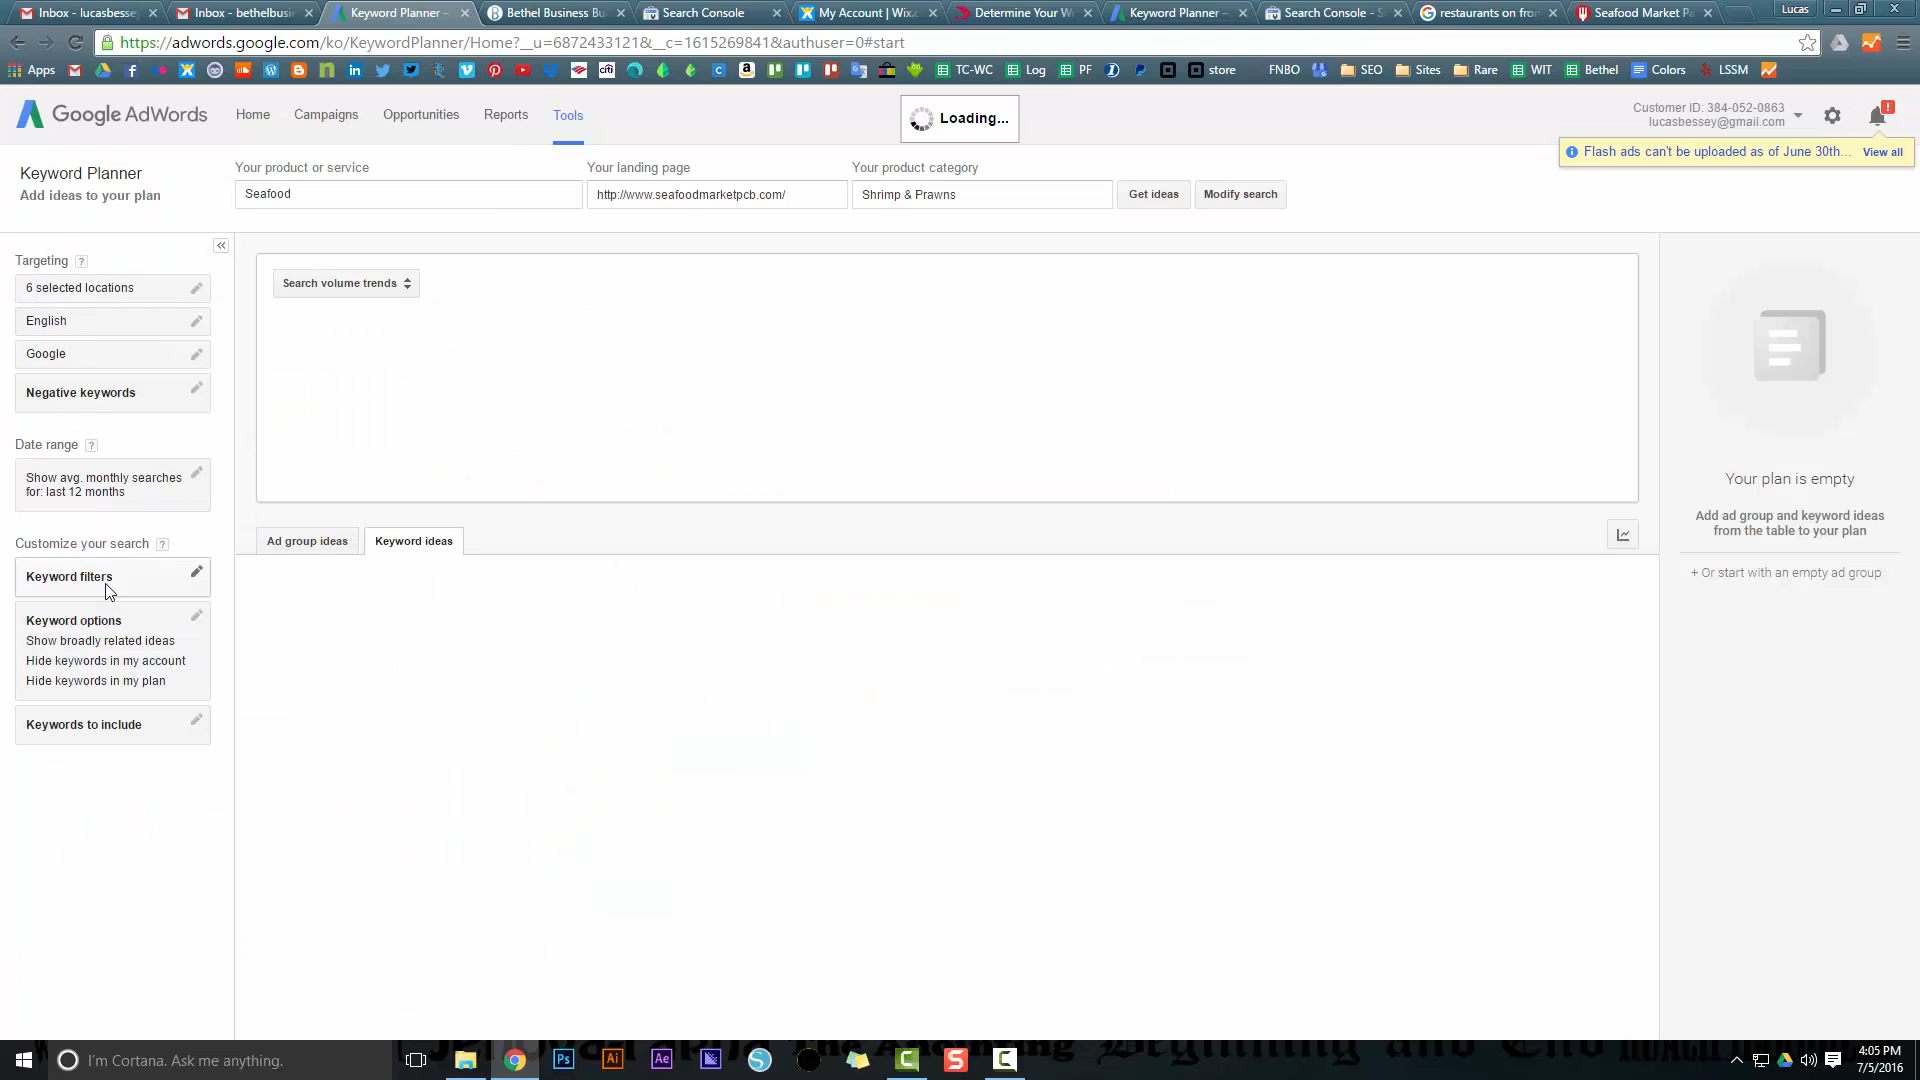 Inbox - lucasbesse
Inbox - bethelbusi
Keyword Planner –
Bethel Business Bu
Search Console
My Account | Wix.c
Determine Your W
Keyword Planner –
Search Console - S
restaurants on fron
Seafood Market Pa
Lucas
https://adwords.google.com/ko/KeywordPlanner/Home?__u=6872433121&__c=1615269841&authuser=0#start
Apps
TC-WC
Log
PF
store
FNBO
SEO
Sites
Rare
WIT
Bethel
Colors
LSSM
Google AdWords
Home
Campaigns
Opportunities
Reports
Tools
Loading...
Customer ID: 384-052-0863
lucasbessey@gmail.com
Flash ads can't be uploaded as of June 30th...
View all
Keyword Planner
Add ideas to your plan
Your product or service
Seafood
Your landing page
http://www.seafoodmarketpcb.com/
Your product category
Shrimp & Prawns
Get ideas
Modify search
Targeting ?
6 selected locations
English
Google
Negative keywords
Date range ?
Show avg. monthly searches
for: last 12 months
Customize your search ?
Keyword filters
Keyword options
Show broadly related ideas
Hide keywords in my account
Hide keywords in my plan
Keywords to include
Search volume trends
Ad group ideas
Keyword ideas
Your plan is empty
Add ad group and keyword ideas
from the table to your plan
+ Or start with an empty ad group
I'm Cortana. Ask me anything.
Ps
Ai
Ae
Beginning and End
4:05 PM
7/5/2016